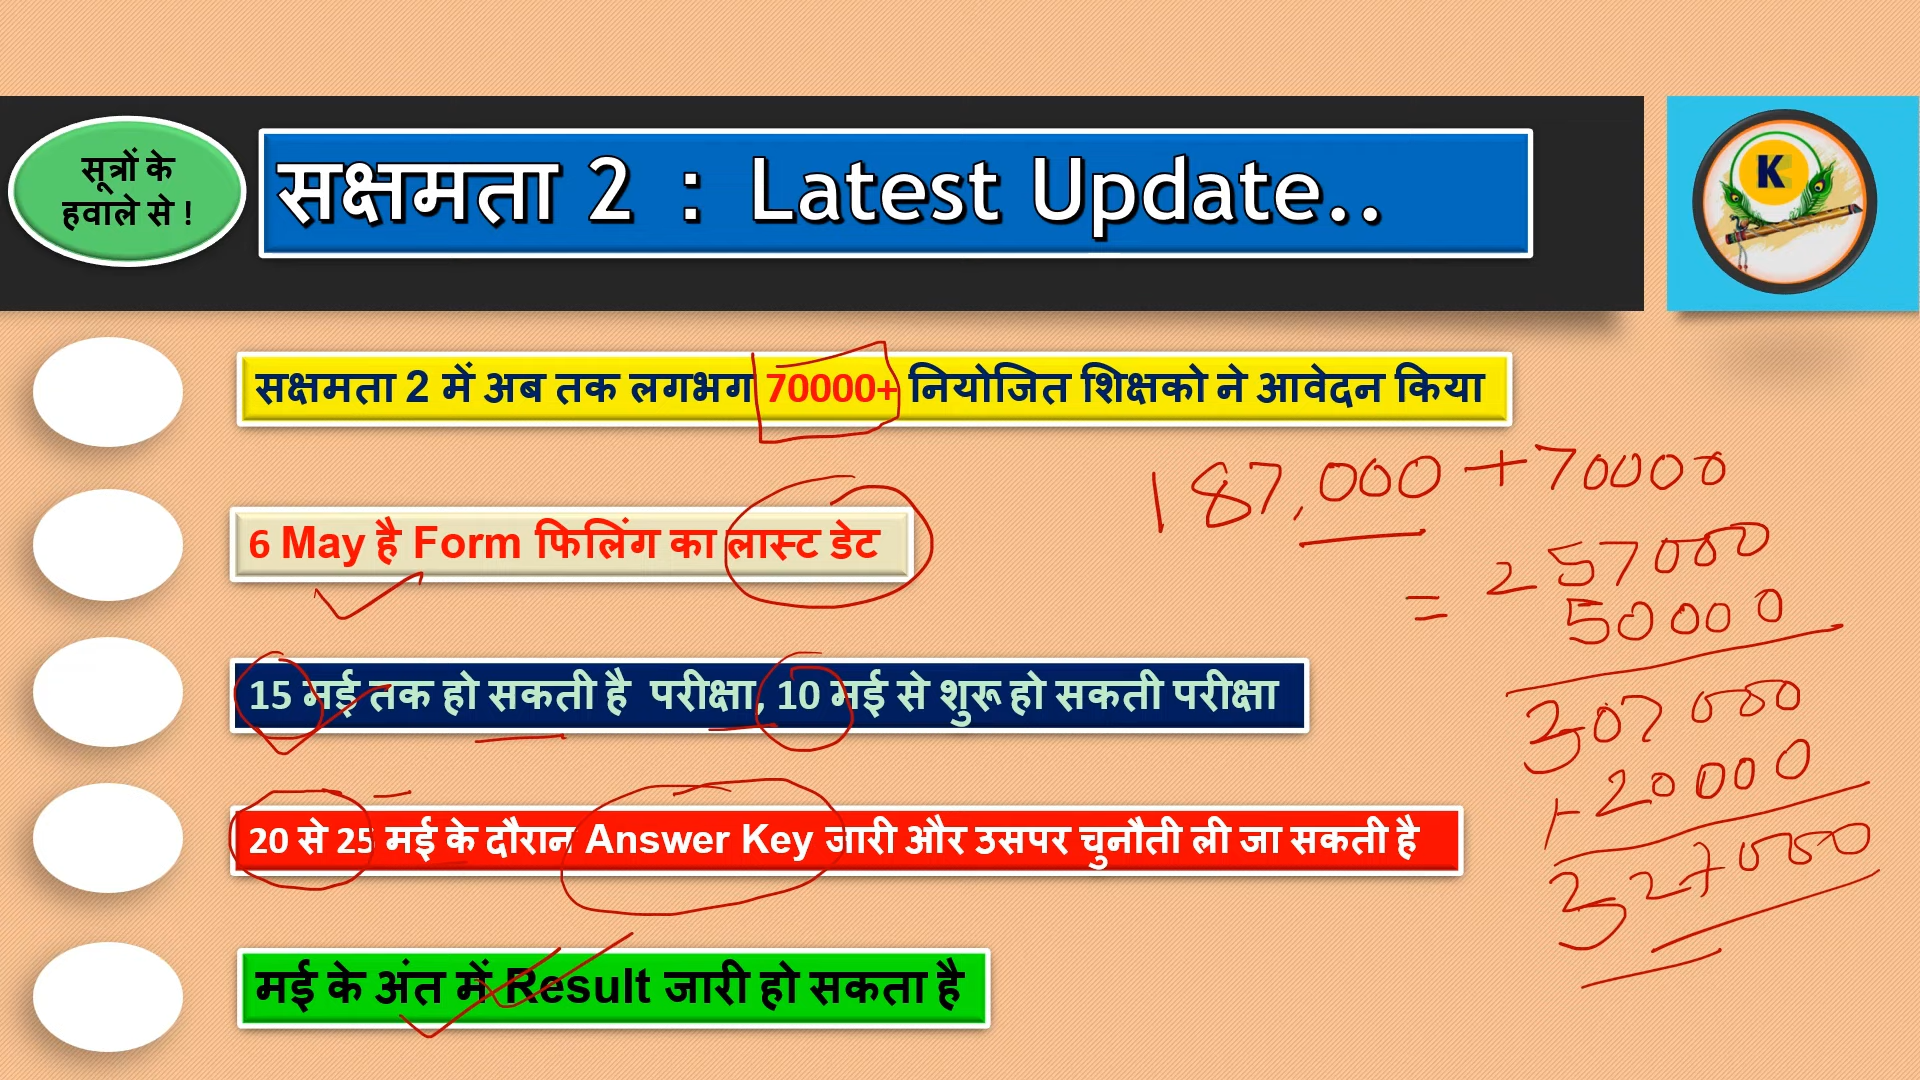 सूत्रों के
हवाले से !
सक्षमता 2 : Latest Update..
K
सक्षमता 2 में अब तक लगभग 70000+ नियोजित शिक्षको ने आवेदन किया
187,000 + 70000
6 May है Form फिलिंग का लास्ट डेट
= 257000
50000
15 मई तक हो सकती है परीक्षा, 10 मई से शुरू हो सकती परीक्षा
307000
+ 20000
20 से 25 मई के दौरान Answer Key जारी और उसपर चुनौती ली जा सकती है
327000
मई के अंत में Result जारी हो सकता है